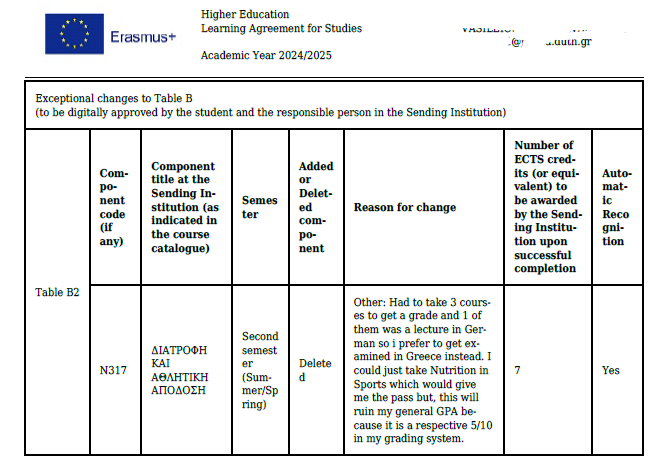 Higher Education
Learning Agreement for Studies
Erasmus+
Academic Year 2024/2025
Exceptional changes to Table B
(to be digitally approved by the student and the responsible person in the Sending Institution)
Table B2
Com-
po-
nent
code
(if
any)
Component
title at the
Sending In-
stitution (as
indicated in
the course
catalogue)
Semes
ter
Added
or
Delet-
ed
com-
po-
nent
Reason for change
Number of
ECTS cred-
its (or equi-
valent) to
be awarded
by the Send-
ing Institu-
tion upon
successful
completion
Auto-
mat-
ic
Reco
gni-
tion
N317
ΔΙΑΤΡΟΦΗ
ΚΑΙ
ΑΘΛΗΤΙΚΗ
ΑΠΟΔΟΣΗ
Second
semest
er
(Sum-
mer/Sp
ring)
Delete
d
Other: Had to take 3 cours-
es to get a grade and 1 of
them was a lecture in Ger-
man so i prefer to get ex-
amined in Greece instead. I
could just take Nutrition in
Sports which would give
me the pass but, this will
ruin my general GPA be-
cause it is a respective 5/10
in my grading system.
7
Yes